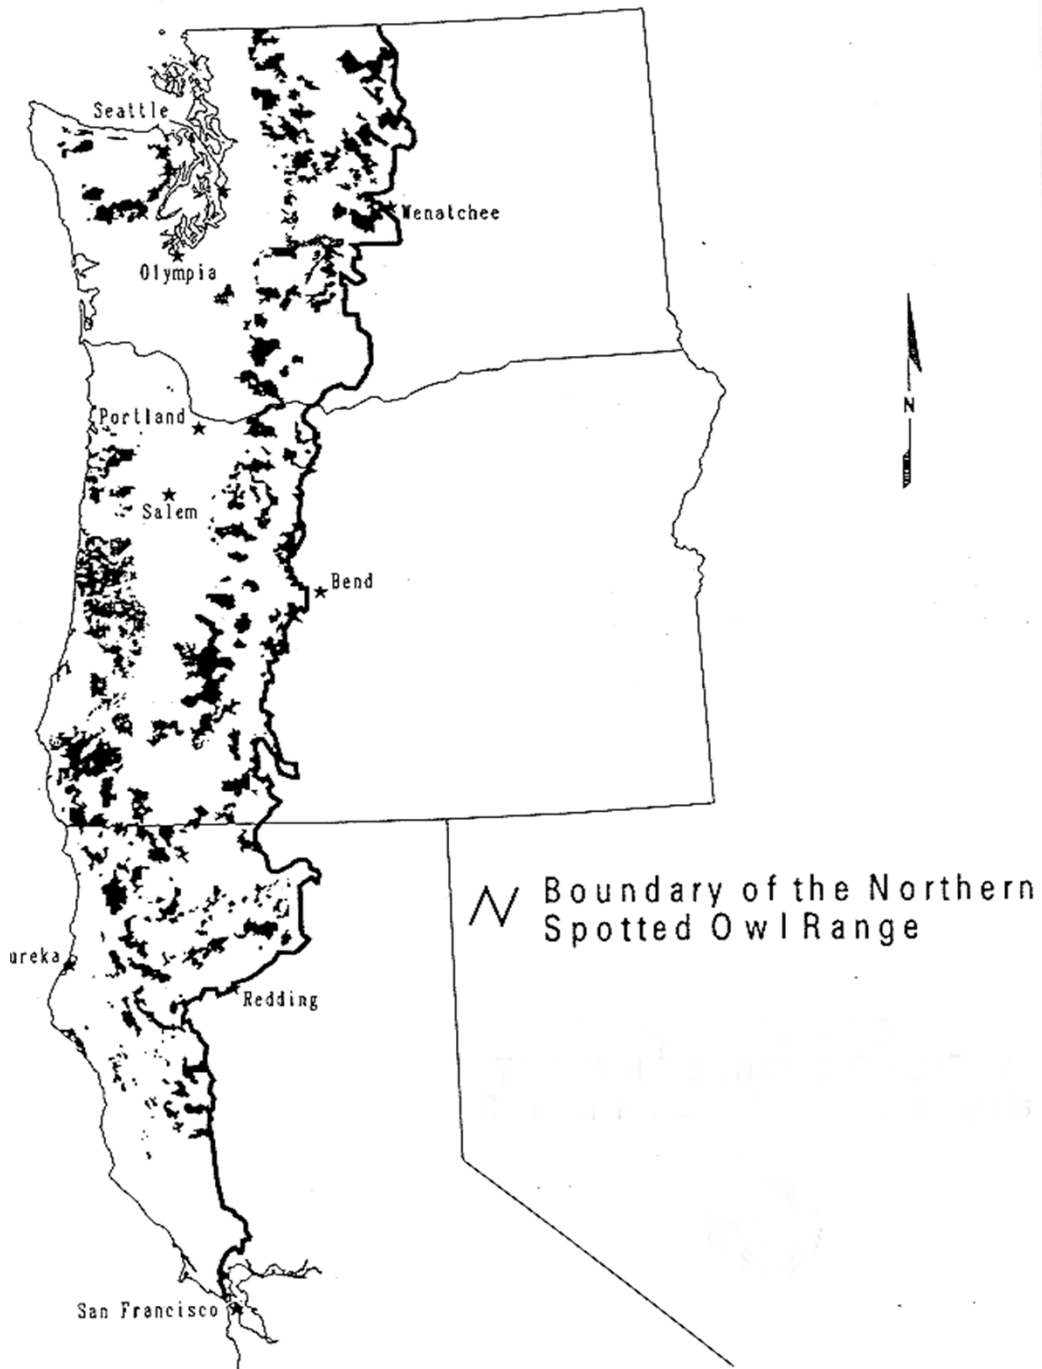 Seattle
Wenatchee
Olympia
Portland
N
Salem
Bend
Boundary of the Northern
Spotted Owl Range
ureka
Redding
San Francisco